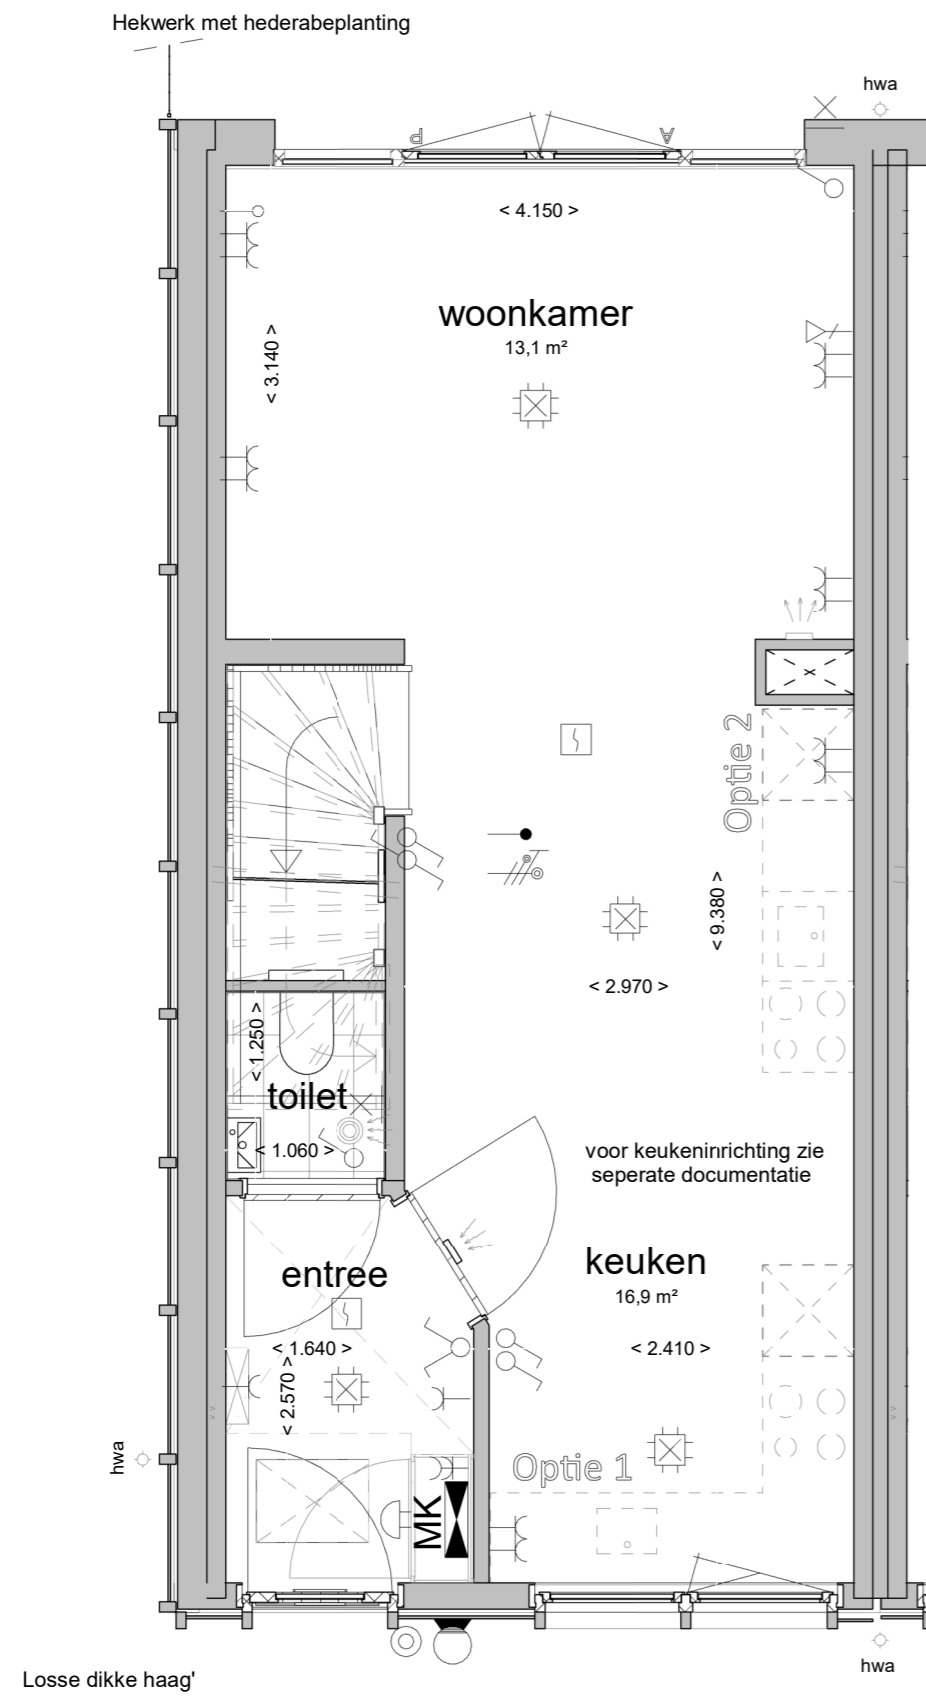 Hekwerk met hederabeplanting
hwa
P
A
< 4.150 >
woonkamer
13,1 m²
< 3.140 >
Optie 2
< 9.380 >
< 2.970 >
< 1.250 >
toilet
< 1.060 >
voor keukeninrichting zie
seperate documentatie
entree
keuken
16,9 m²
< 1.640 >
< 2.410 >
< 2.570 >
hwa
Optie 1
MK
hwa
Losse dikke haag'